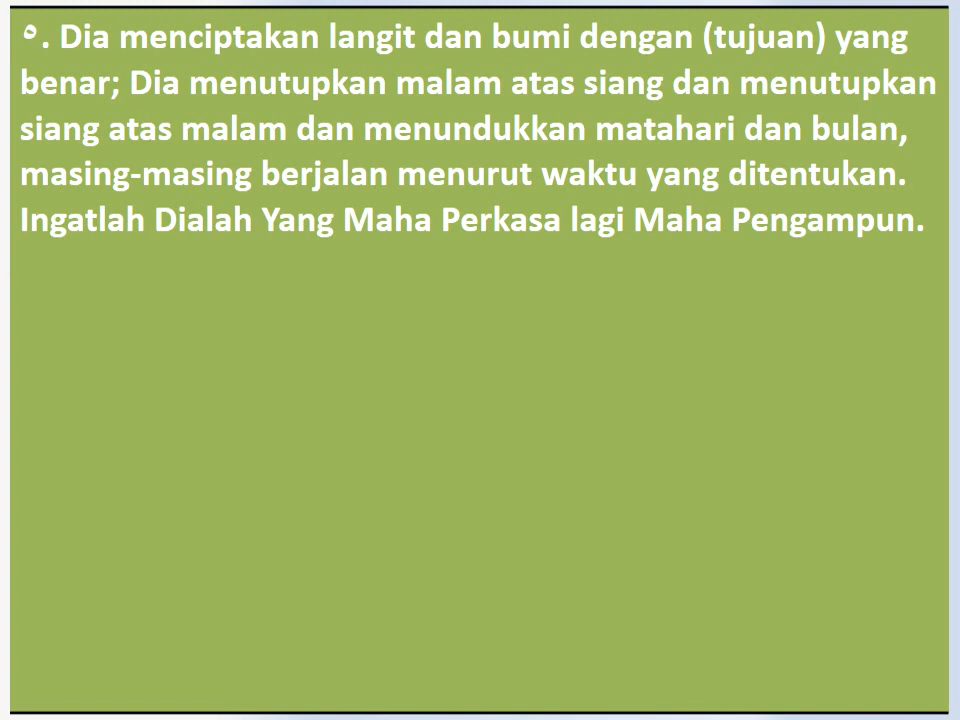 ٥. Dia menciptakan langit dan bumi dengan (tujuan) yang
benar; Dia menutupkan malam atas siang dan menutupkan
siang atas malam dan menundukkan matahari dan bulan,
masing-masing berjalan menurut waktu yang ditentukan.
Ingatlah Dialah Yang Maha Perkasa lagi Maha Pengampun.